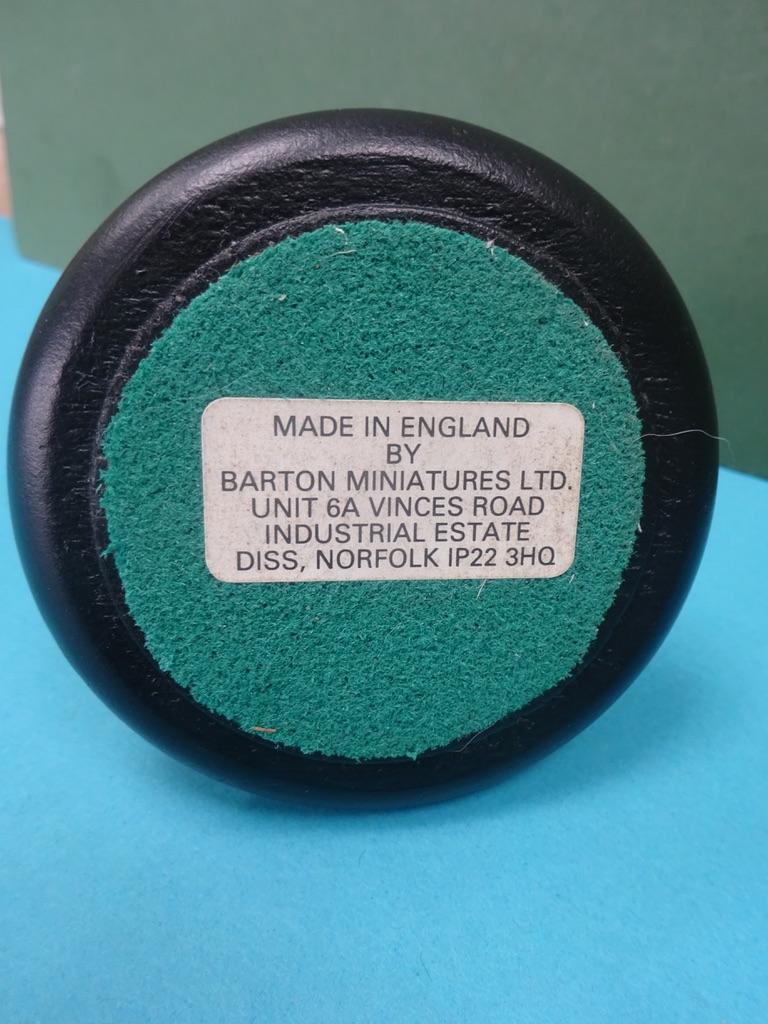 MADE IN ENGLAND
BY
BARTON MINIATURES LTD.
UNIT 6A VINCES ROAD
INDUSTRIAL ESTATE
DISS, NORFOLK IP22 3HQ